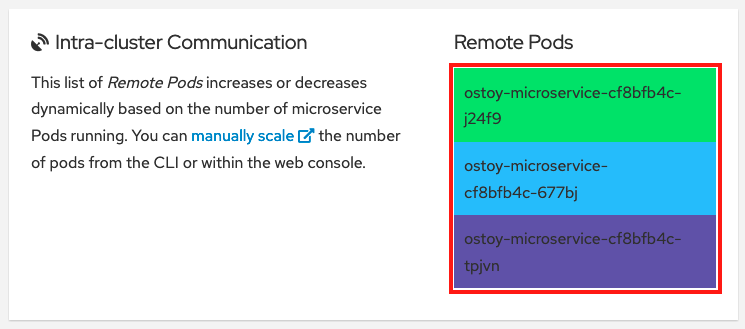 Intra-cluster Communication
This list of Remote Pods increases or decreases
dynamically based on the number of microservice
Pods running. You can manually scale the number
of pods from the CLI or within the web console.
Remote Pods
ostoy-microservice-cf8bfb4c-
j24f9
ostoy-microservice-
cf8bfb4c-677bj
ostoy-microservice-cf8bfb4c-
tpjvn